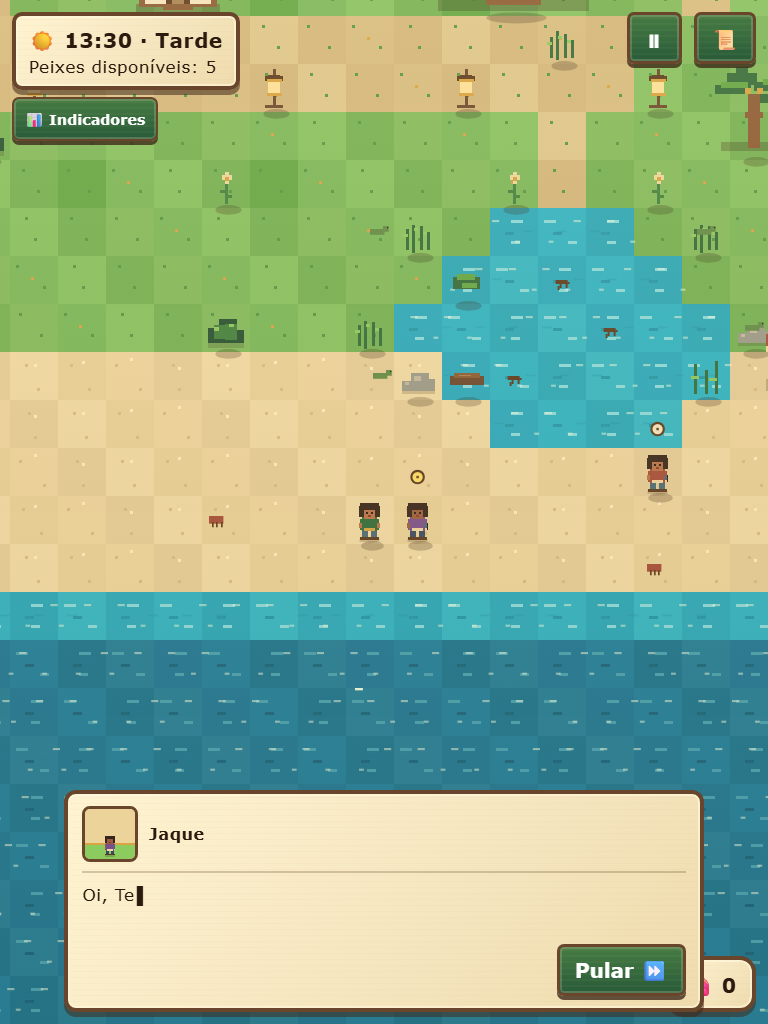 13:30 · Tarde
Peixes disponíveis: 5
Indicadores
Jaque
Oi, Te
Pular
0